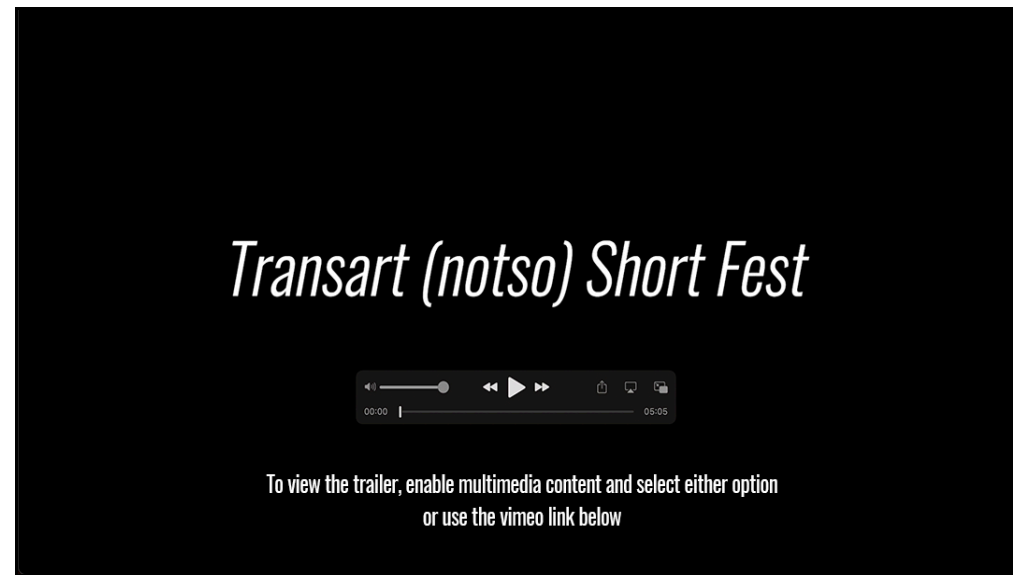 Transart (notso) Short Fest
00:00 05:05
To view the trailer, enable multimedia content and select either option
or use the vimeo link below